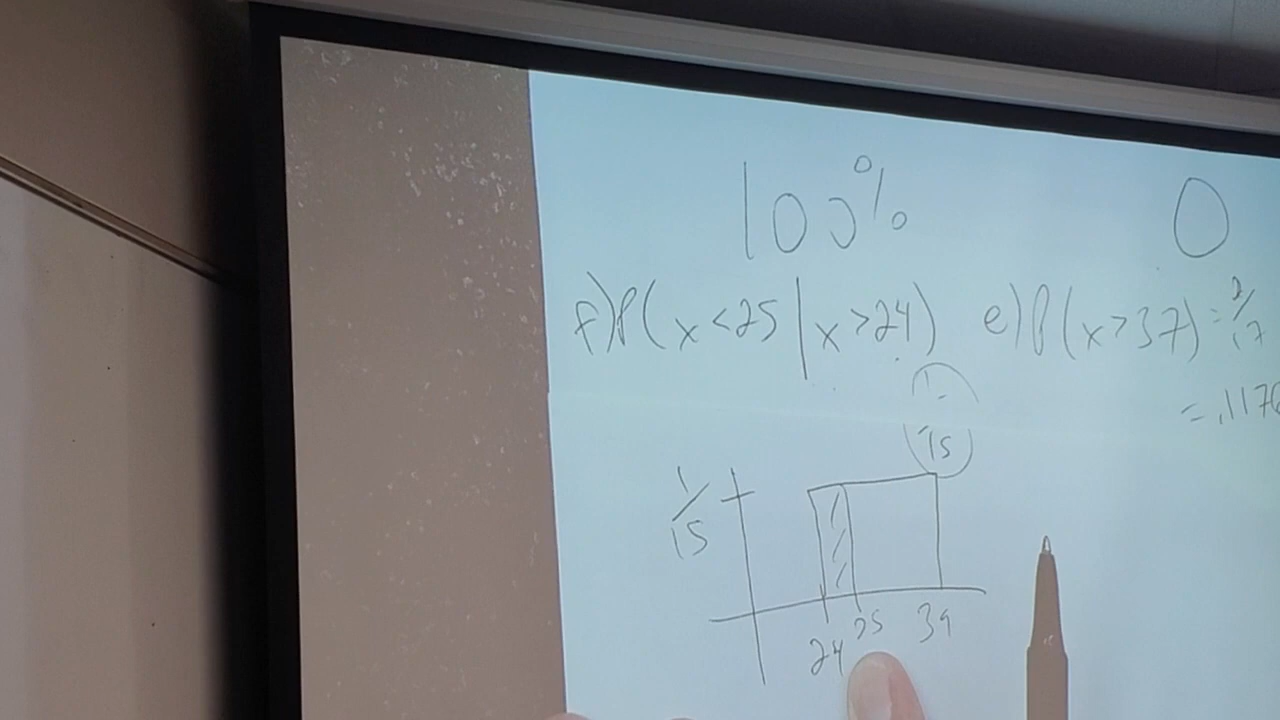 100%
0
f) P(x<25 | x>24)
e) P(x>37) = 2/17
= .1176
1
15
1/15
24 25 39